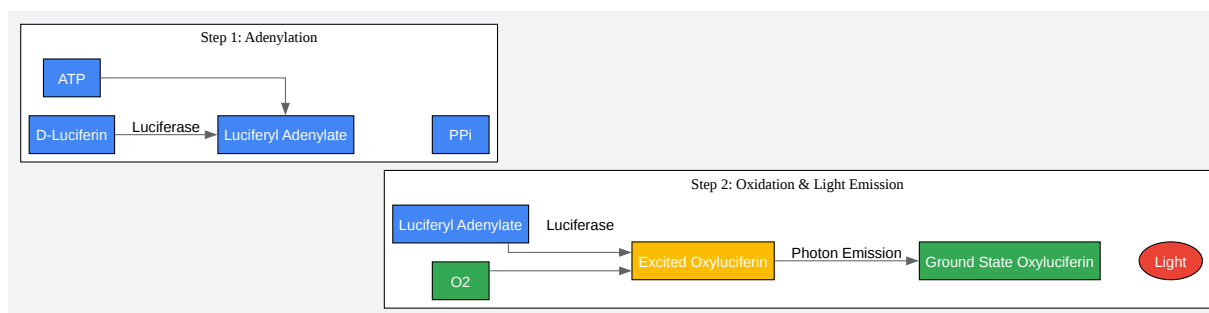 Step 1: Adenylation
ATP
D-Luciferin
Luciferase
Luciferyl Adenylate
PPi
Step 2: Oxidation & Light Emission
Luciferyl Adenylate
Luciferase
O2
Excited Oxyluciferin
Photon Emission
Ground State Oxyluciferin
Light